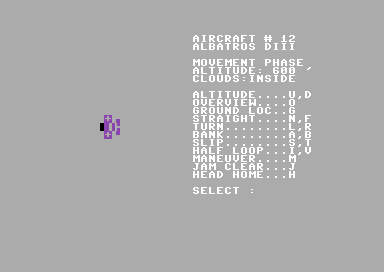 AIRCRAFT # 12
ALBATROS DIII
MOVEMENT PHASE
ALTITUDE: 600 ´
CLOUDS:INSIDE
ALTITUDE....U,D
OVERVIEW....O
GROUND LOC..G
STRAIGHT....N,F
TURN........L,R
BANK........A,B
SLIP........S,T
HALF LOOP...I,V
MANEUVER....M
JAM CLEAR...J
HEAD HOME...H
SELECT :